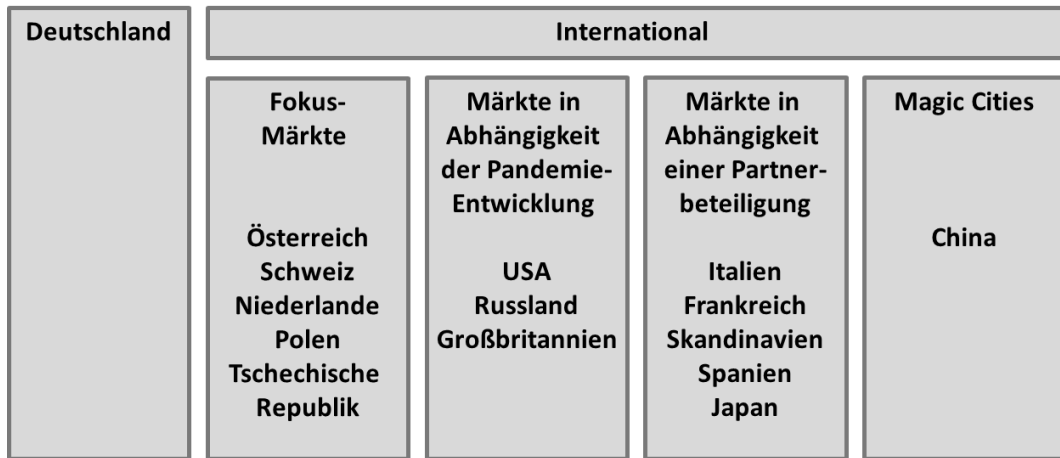 Deutschland
International
Fokus-
Märkte
Österreich
Schweiz
Niederlande
Polen
Tschechische
Republik
Märkte in
Abhängigkeit
der Pandemie-
Entwicklung
USA
Russland
Großbritannien
Märkte in
Abhängigkeit
einer Partner-
beteiligung
Italien
Frankreich
Skandinavien
Spanien
Japan
Magic Cities
China